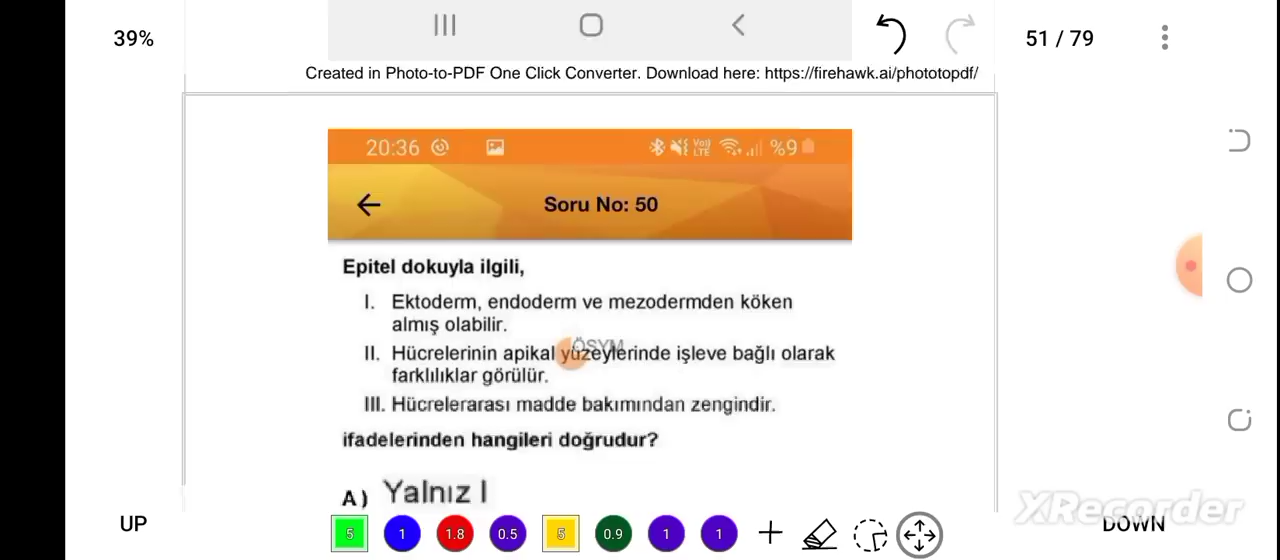 39%
51 / 79
Created in Photo-to-PDF One Click Converter. Download here: https://firehawk.ai/phototopdf/
20:36
Voj) LTE
%9
Soru No: 50
Epitel dokuyla ilgili,
I. Ektoderm, endoderm ve mezodermden köken
almış olabilir.
ÖSYM
II. Hücrelerinin apikal yüzeylerinde işleve bağlı olarak
farklılıklar görülür.
III. Hücrelerarası madde bakımından zengindir.
ifadelerinden hangileri doğrudur?
A) Yalnız I
XRecorder
UP
5 1 1.8 0.5 5 0.9 1 1
DOWN